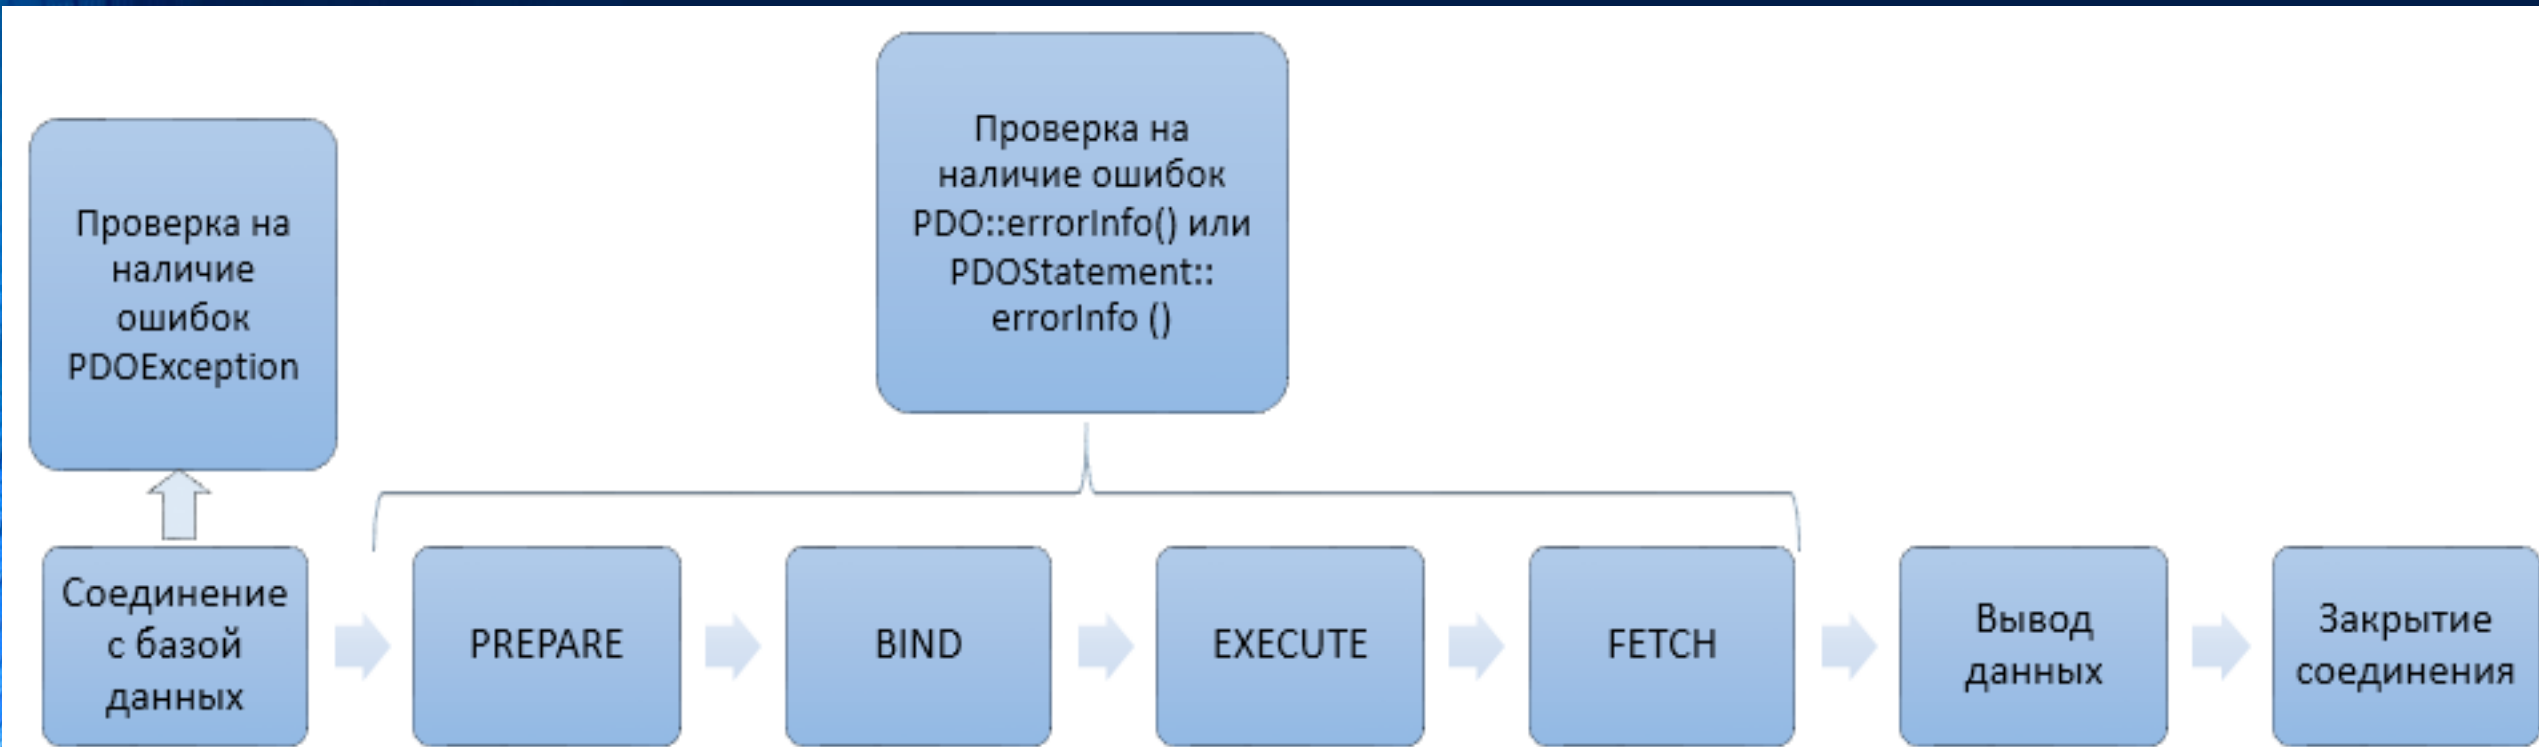 Проверка на
наличие
ошибок
PDOException
Проверка на
наличие ошибок
PDO::errorInfo() или
PDOStatement::
errorInfo ()
Соединение
с базой
данных
PREPARE
BIND
EXECUTE
FETCH
Вывод
данных
Закрытие
соединения